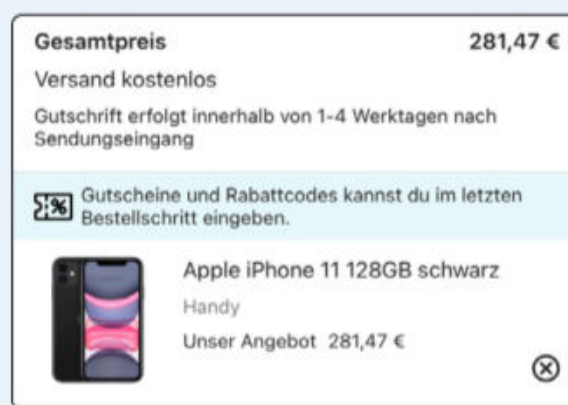 Gesamtpreis 281,47 €
Versand kostenlos
Gutschrift erfolgt innerhalb von 1-4 Werktagen nach
Sendungseingang
Gutscheine und Rabattcodes kannst du im letzten
Bestellschritt eingeben.
Apple iPhone 11 128GB schwarz
Handy
Unser Angebot 281,47 €